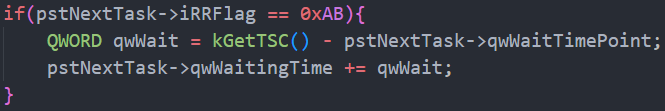 if(pstNextTask->iRRFlag == 0xAB){
    QWORD qwWait = kGetTSC() - pstNextTask->qwWaitTimePoint;
    pstNextTask->qwWaitingTime += qwWait;
}